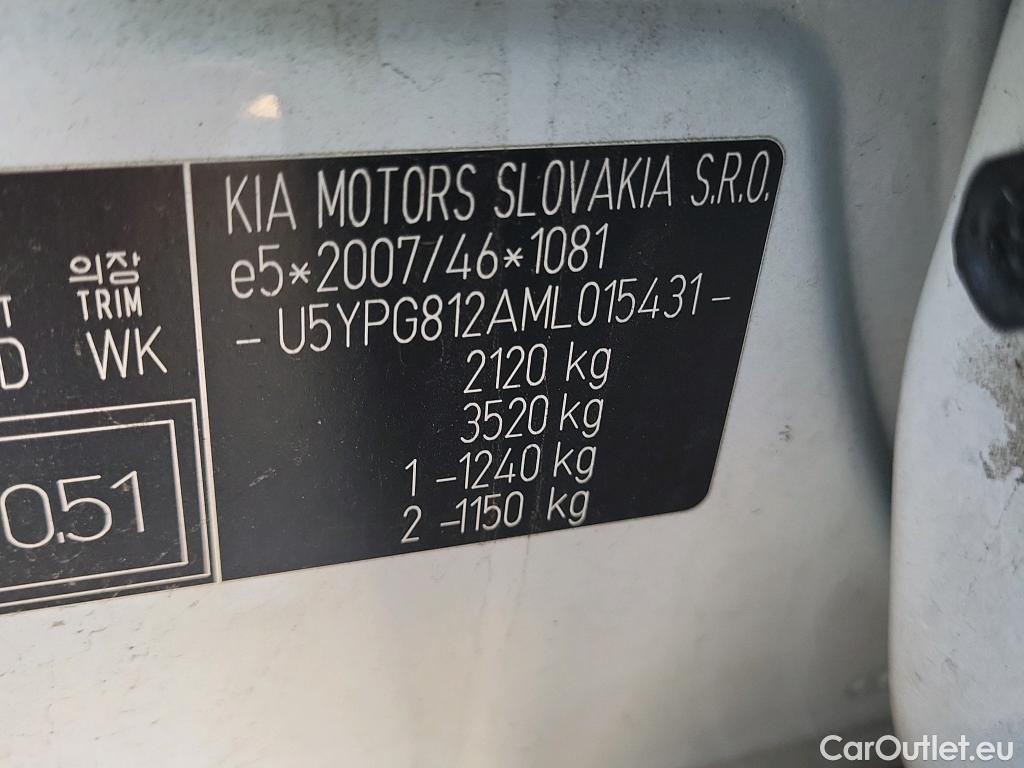 KIA MOTORS SLOVAKIA S.R.O.
e5*2007/46*1081
-U5YPG812AML015431-
2120 kg
3520 kg
1 -1240 kg
2 -1150 kg
의장
T TRIM
D WK
0.51
CarOutlet.eu